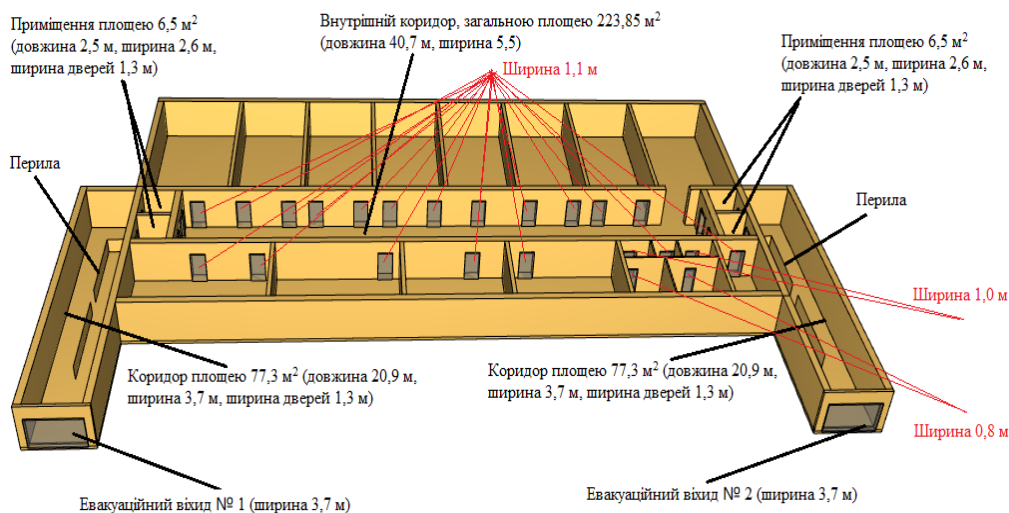 Приміщення площею 6,5 м²
(довжина 2,5 м, ширина 2,6 м,
ширина дверей 1,3 м)
Внутрішній коридор, загальною площею 223,85 м²
(довжина 40,7 м, ширина 5,5)
Ширина 1,1 м
Приміщення площею 6,5 м²
(довжина 2,5 м, ширина 2,6 м,
ширина дверей 1,3 м)
Перила
Перила
Ширина 1,0 м
Коридор площею 77,3 м² (довжина 20,9 м,
ширина 3,7 м, ширина дверей 1,3 м)
Коридор площею 77,3 м² (довжина 20,9 м,
ширина 3,7 м, ширина дверей 1,3 м)
Ширина 0,8 м
Евакуаційний віхид № 1 (ширина 3,7 м)
Евакуаційний віхид № 2 (ширина 3,7 м)